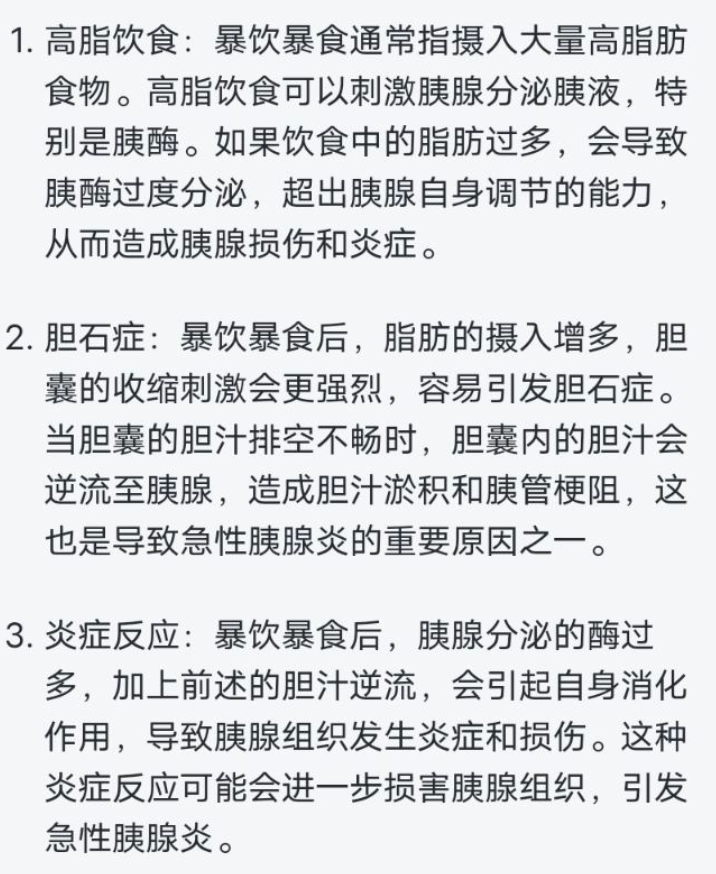 1. 高脂饮食：暴饮暴食通常指摄入大量高脂肪
食物。高脂饮食可以刺激胰腺分泌胰液，特
别是胰酶。如果饮食中的脂肪过多，会导致
胰酶过度分泌，超出胰腺自身调节的能力，
从而造成胰腺损伤和炎症。
2. 胆石症：暴饮暴食后，脂肪的摄入增多，胆
囊的收缩刺激会更强烈，容易引发胆石症。
当胆囊的胆汁排空不畅时，胆囊内的胆汁会
逆流至胰腺，造成胆汁淤积和胰管梗阻，这
也是导致急性胰腺炎的重要原因之一。
3. 炎症反应：暴饮暴食后，胰腺分泌的酶过
多，加上前述的胆汁逆流，会引起自身消化
作用，导致胰腺组织发生炎症和损伤。这种
炎症反应可能会进一步损害胰腺组织，引发
急性胰腺炎。